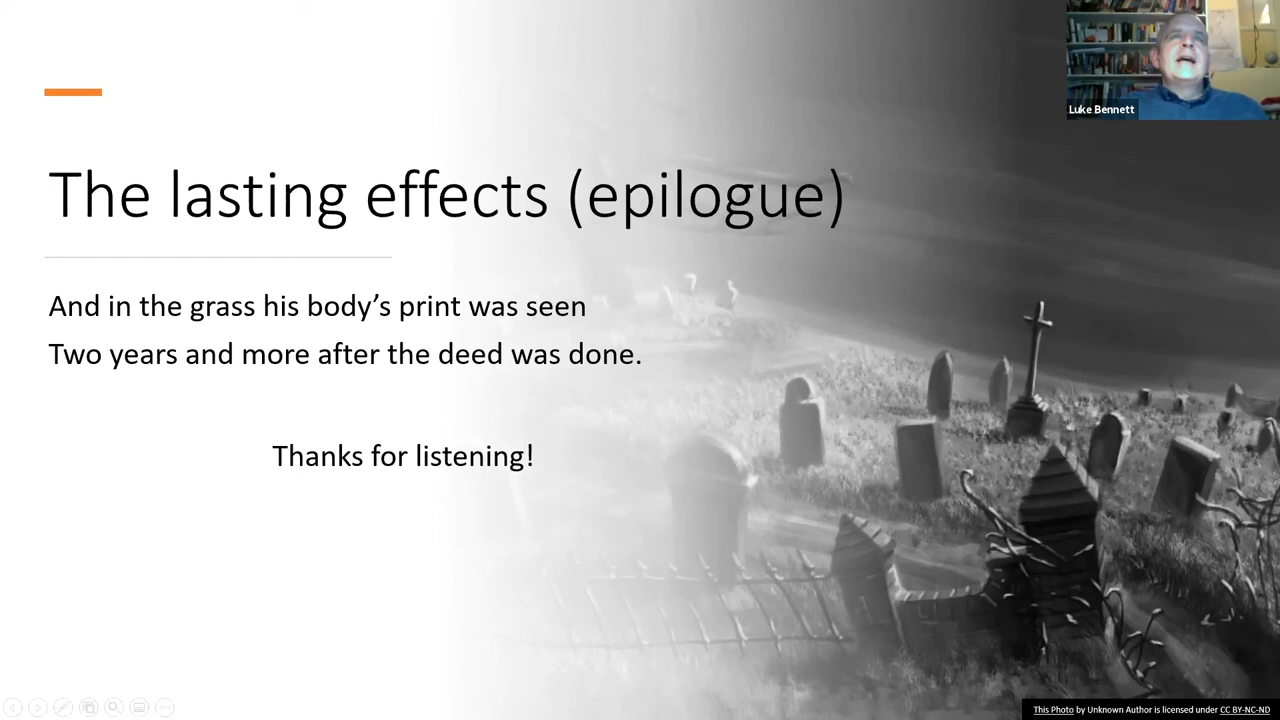 Luke Bennett
The lasting effects (epilogue)
And in the grass his body’s print was seen
Two years and more after the deed was done.
Thanks for listening!
This Photo by Unknown Author is licensed under CC BY-NC-ND